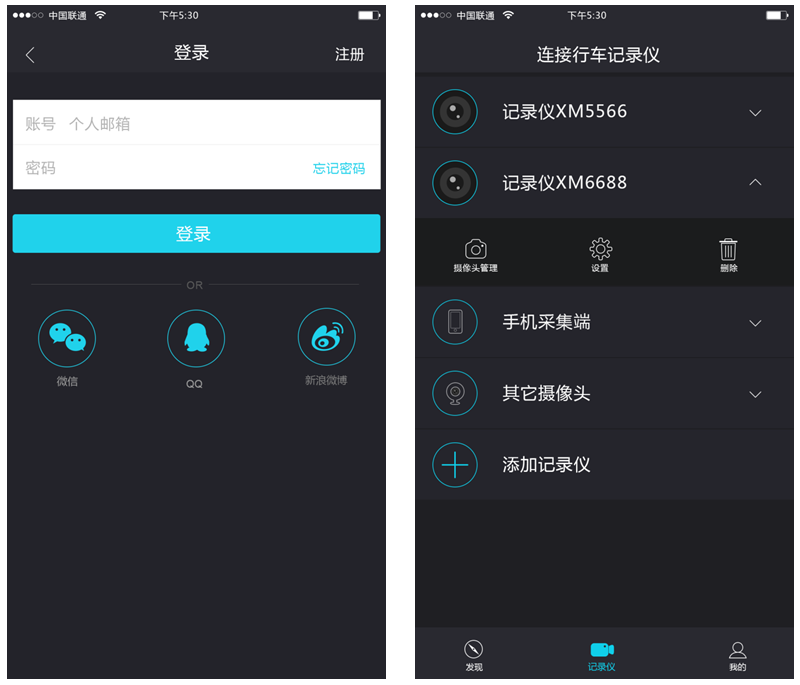 中国联通 下午5:30
登录 注册
账号 个人邮箱
密码 忘记密码
登录
OR
微信 QQ 新浪微博
中国联通 下午5:30
连接行车记录仪
记录仪XM5566
记录仪XM6688
摄像头管理 设置 删除
手机采集端
其它摄像头
添加记录仪
发现 记录仪 我的